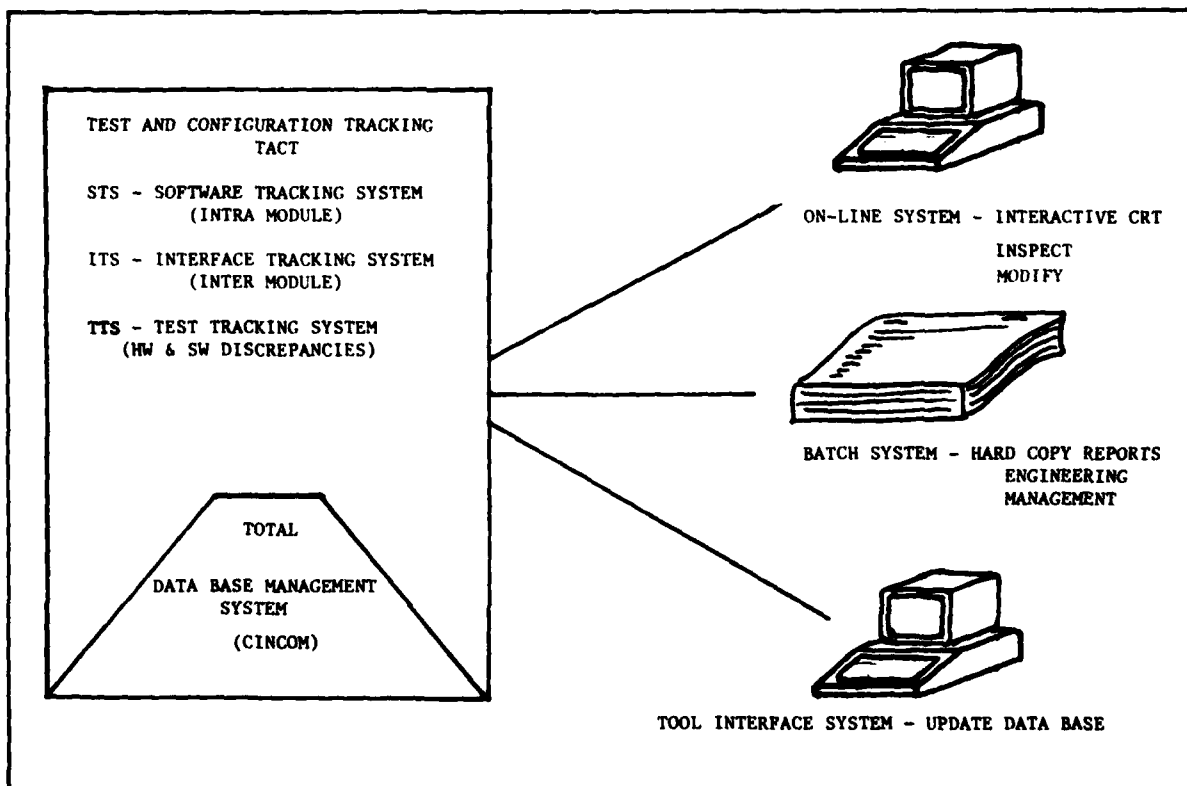 TEST AND CONFIGURATION TRACKING
TACT
STS - SOFTWARE TRACKING SYSTEM
(INTRA MODULE)
ITS - INTERFACE TRACKING SYSTEM
(INTER MODULE)
TTS - TEST TRACKING SYSTEM
(HW & SW DISCREPANCIES)
TOTAL
DATA BASE MANAGEMENT
SYSTEM
(CINCOM)
ON-LINE SYSTEM - INTERACTIVE CRT
INSPECT
MODIFY
BATCH SYSTEM - HARD COPY REPORTS
ENGINEERING
MANAGEMENT
TOOL INTERFACE SYSTEM - UPDATE DATA BASE